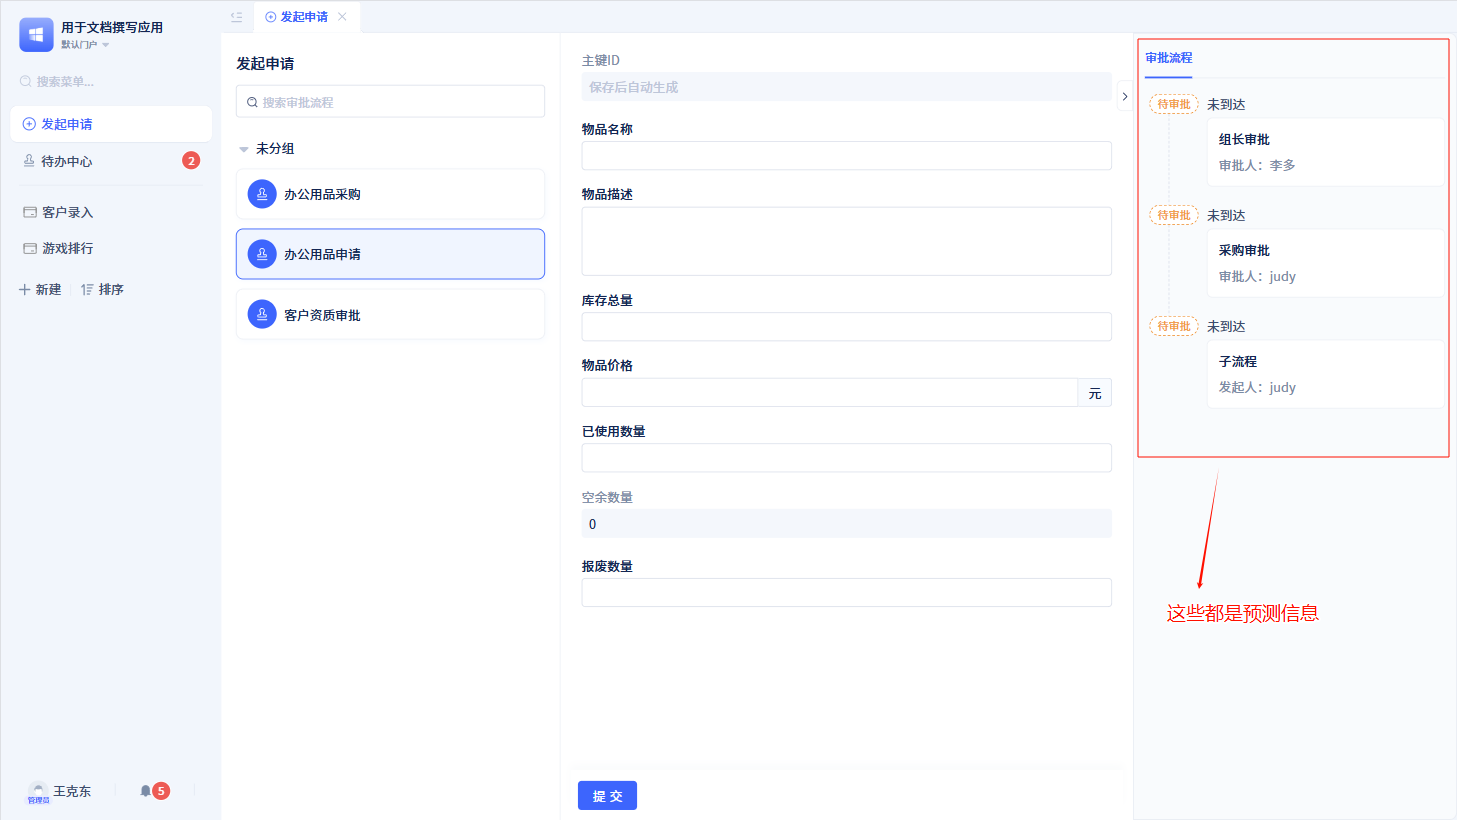 用于文档撰写应用
默认门户
搜索菜单...
发起申请
待办中心
2
客户录入
游戏排行
新建
排序
管理员
王克东
5
发起申请
发起申请
搜索审批流程
未分组
办公用品采购
办公用品申请
客户资质审批
主键ID
保存后自动生成
物品名称
物品描述
库存总量
物品价格
元
已使用数量
空余数量
0
报废数量
提 交
审批流程
待审批 未到达
组长审批
审批人：李多
待审批 未到达
采购审批
审批人：judy
待审批 未到达
子流程
发起人：judy
这些都是预测信息